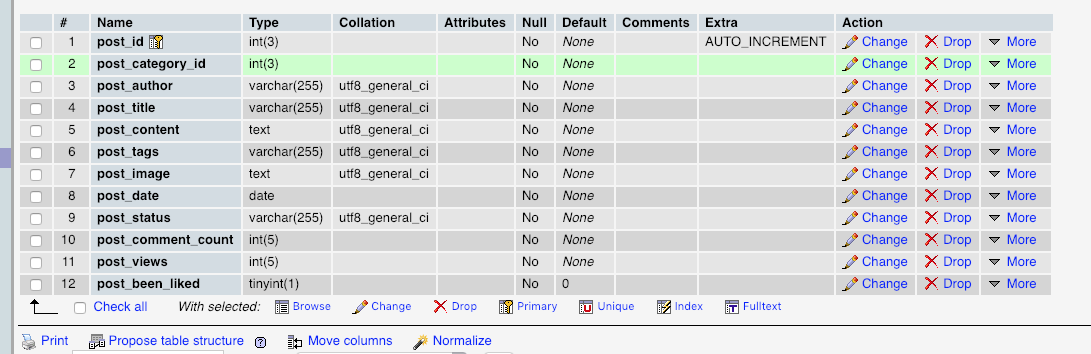 # Name Type Collation Attributes Null Default Comments Extra Action
1 post_id int(3) No None AUTO_INCREMENT Change Drop More
2 post_category_id int(3) No None Change Drop More
3 post_author varchar(255) utf8_general_ci No None Change Drop More
4 post_title varchar(255) utf8_general_ci No None Change Drop More
5 post_content text utf8_general_ci No None Change Drop More
6 post_tags varchar(255) utf8_general_ci No None Change Drop More
7 post_image text utf8_general_ci No None Change Drop More
8 post_date date No None Change Drop More
9 post_status varchar(255) utf8_general_ci No None Change Drop More
10 post_comment_count int(5) No None Change Drop More
11 post_views int(5) No None Change Drop More
12 post_been_liked tinyint(1) No 0 Change Drop More
Check all With selected: Browse Change Drop Primary Unique Index Fulltext
Print Propose table structure Move columns Normalize